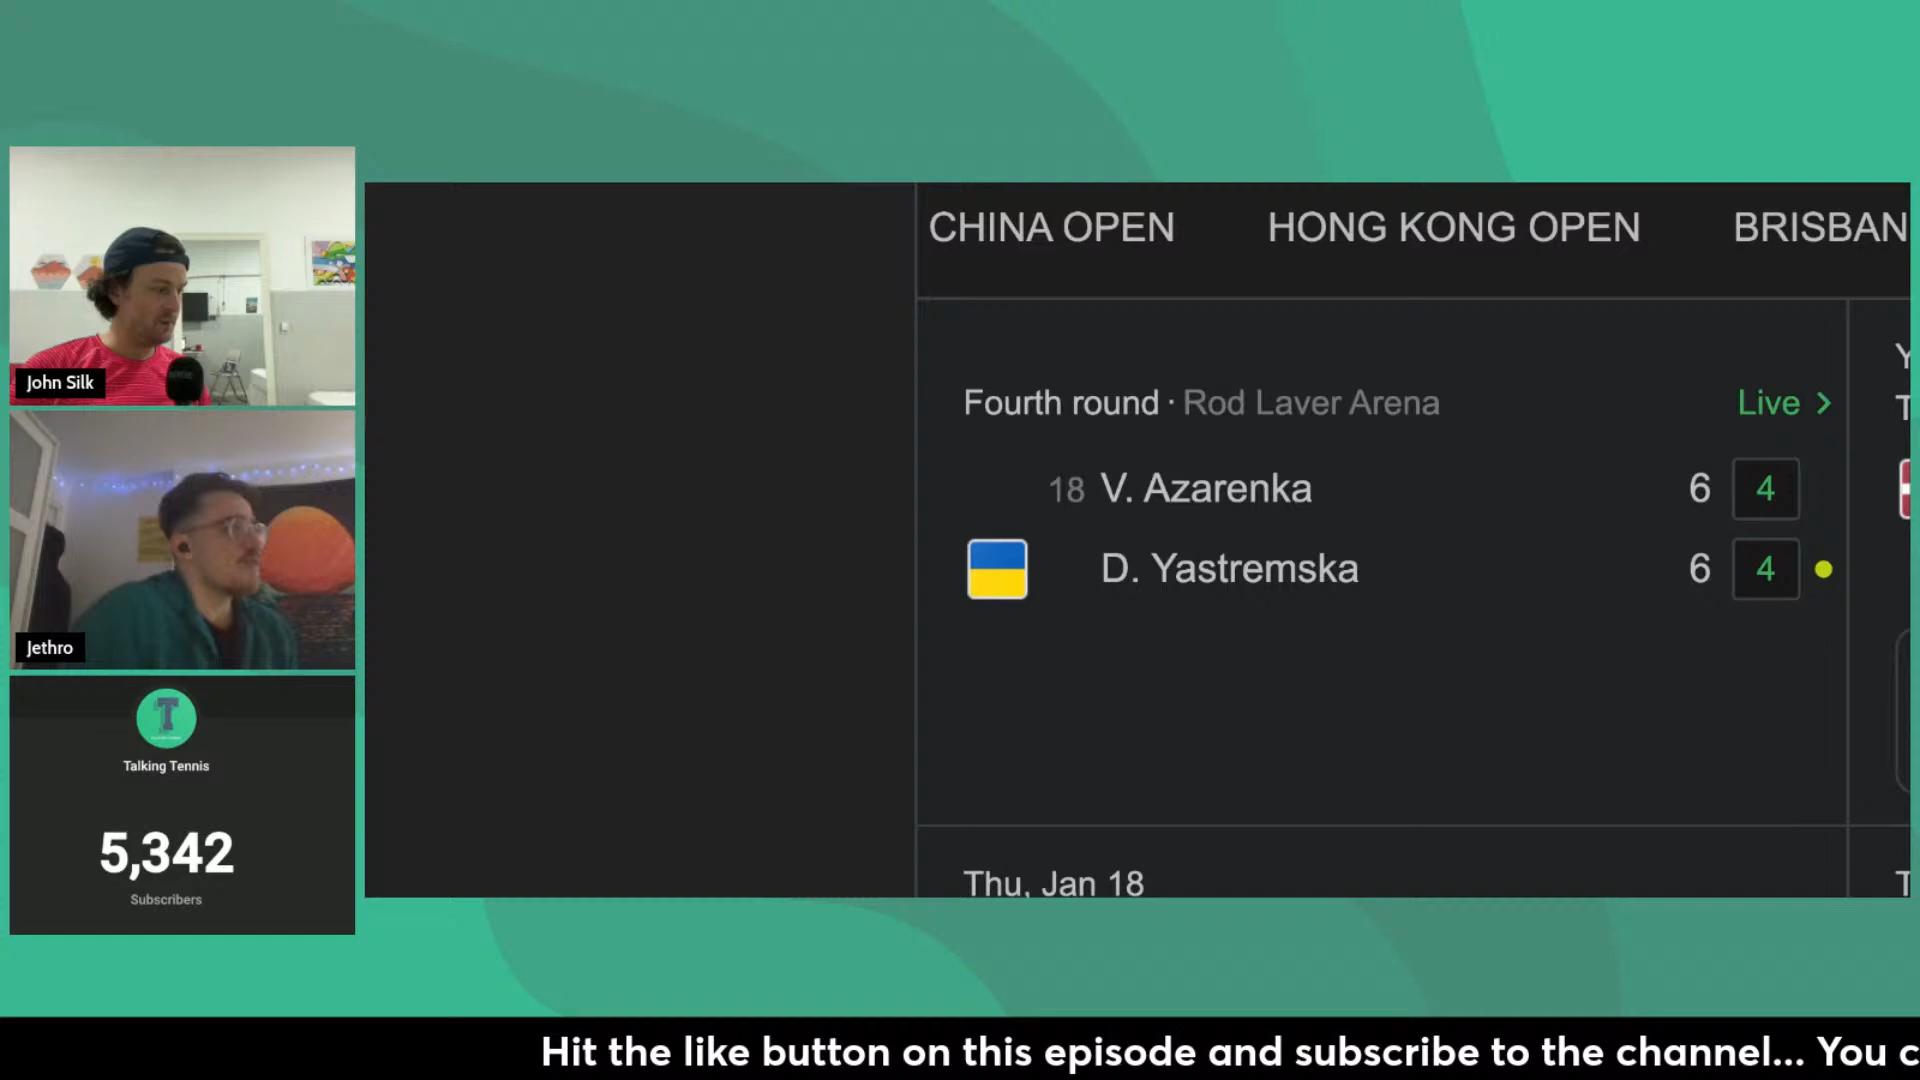 John Silk
Jethro
T
Talking Tennis
5,342
Subscribers
CHINA OPEN HONG KONG OPEN BRISBAN
Fourth round · Rod Laver Arena Live >
18 V. Azarenka 6 4
D. Yastremska 6 4
Thu, Jan 18
Hit the like button on this episode and subscribe to the channel... You c